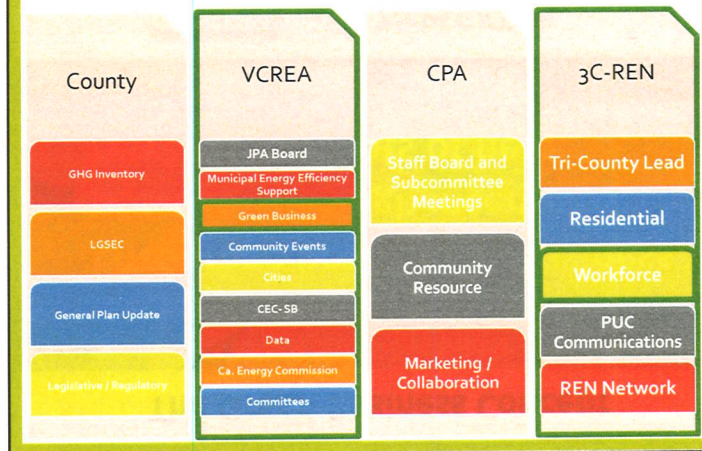 County
GHG Inventory
LGSEC
General Plan Update
Legislative / Regulatory
VCREA
JPA Board
Municipal Energy Efficiency
Support
Green Business
Community Events
Cities
CEC- SB
Data
Ca. Energy Commission
Committees
CPA
Staff Board and
Subcommittee
Meetings
Community
Resource
Marketing /
Collaboration
3C-REN
Tri-County Lead
Residential
Workforce
PUC
Communications
REN Network